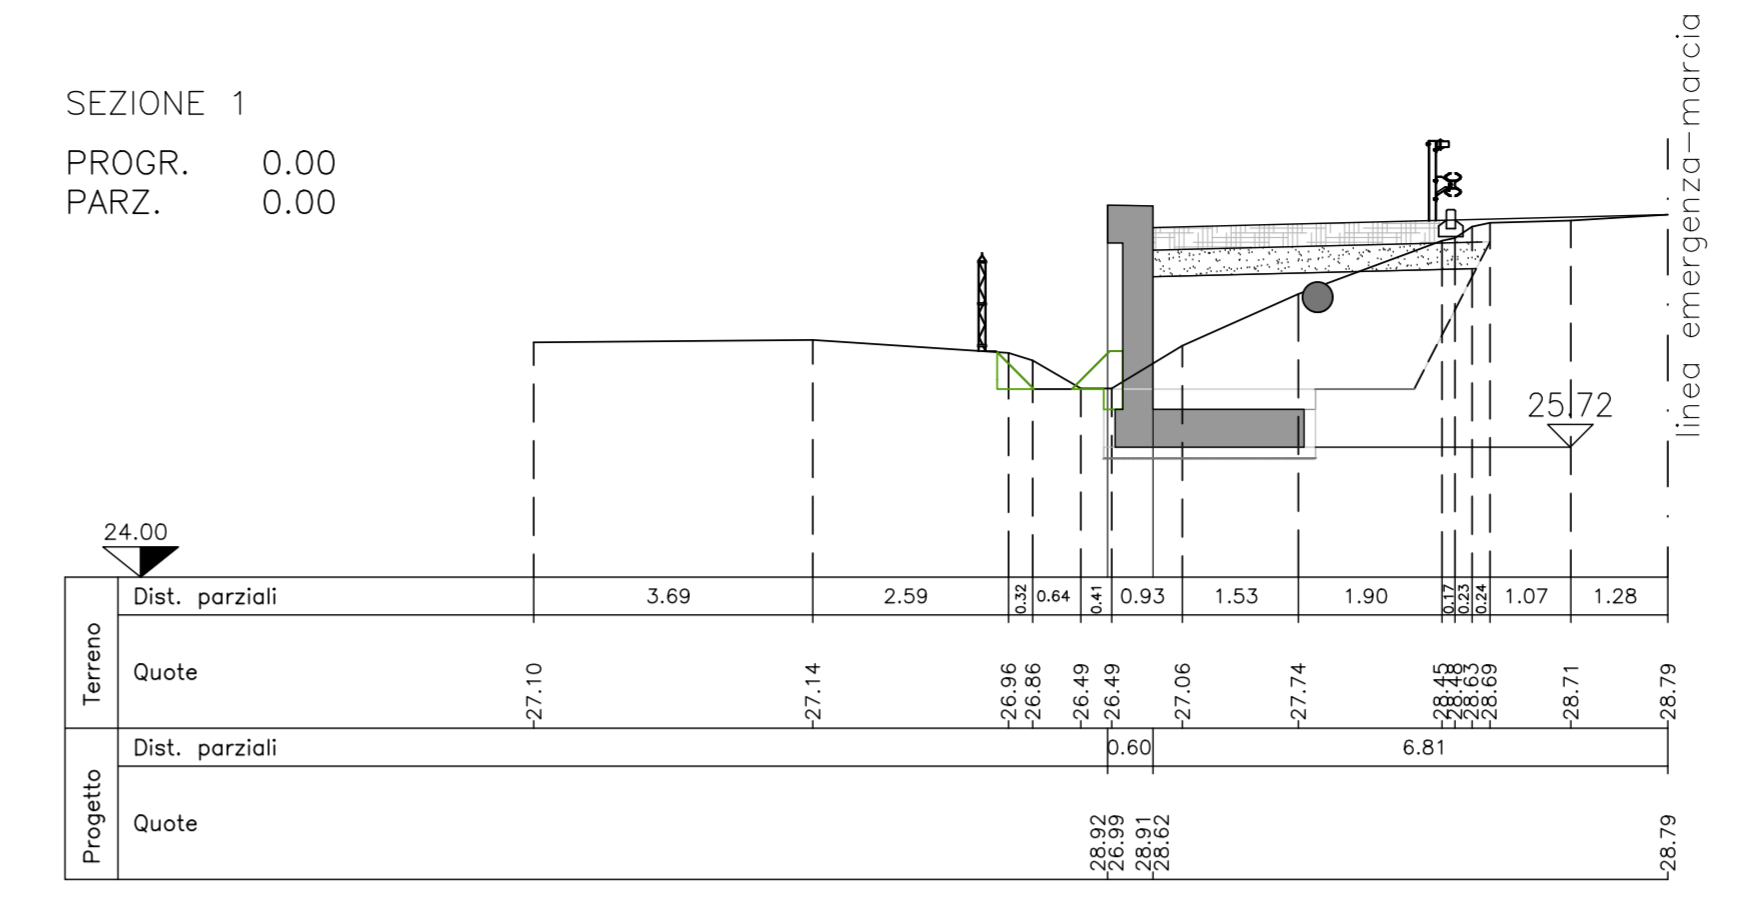 linea emergenza-marcia
SEZIONE 1
PROGR. 0.00
PARZ. 0.00
25.72
24.00
Terreno
Dist. parziali 3.69 2.59 0.32 0.64 0.41 0.93 1.53 1.90 0.17 0.23 0.24 1.07 1.28
Quote 27.10 27.14 26.96 26.86 26.49 26.49 27.06 27.74 28.45 28.48 28.63 28.69 28.71 28.79
Progetto
Dist. parziali 0.60 6.81
Quote 28.92 26.99 28.91 28.62 28.79